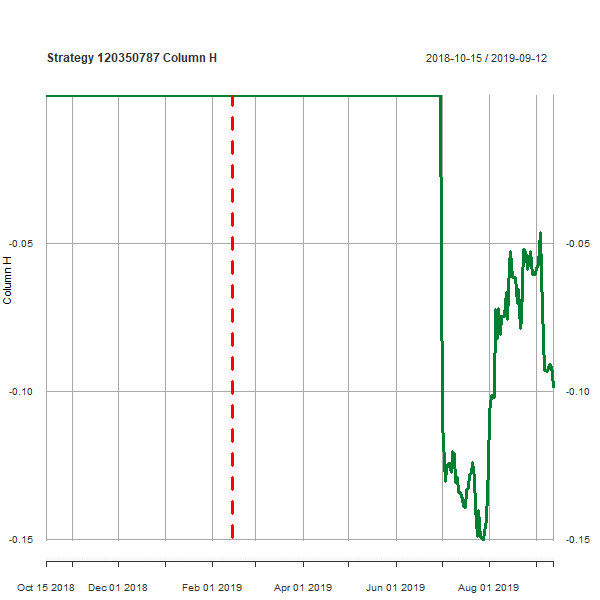 Strategy 120350787 Column H
2018-10-15 / 2019-09-12
-0.05
-0.05
Column H
-0.10
-0.10
-0.15
-0.15
Oct 15 2018
Dec 01 2018
Feb 01 2019
Apr 01 2019
Jun 01 2019
Aug 01 2019